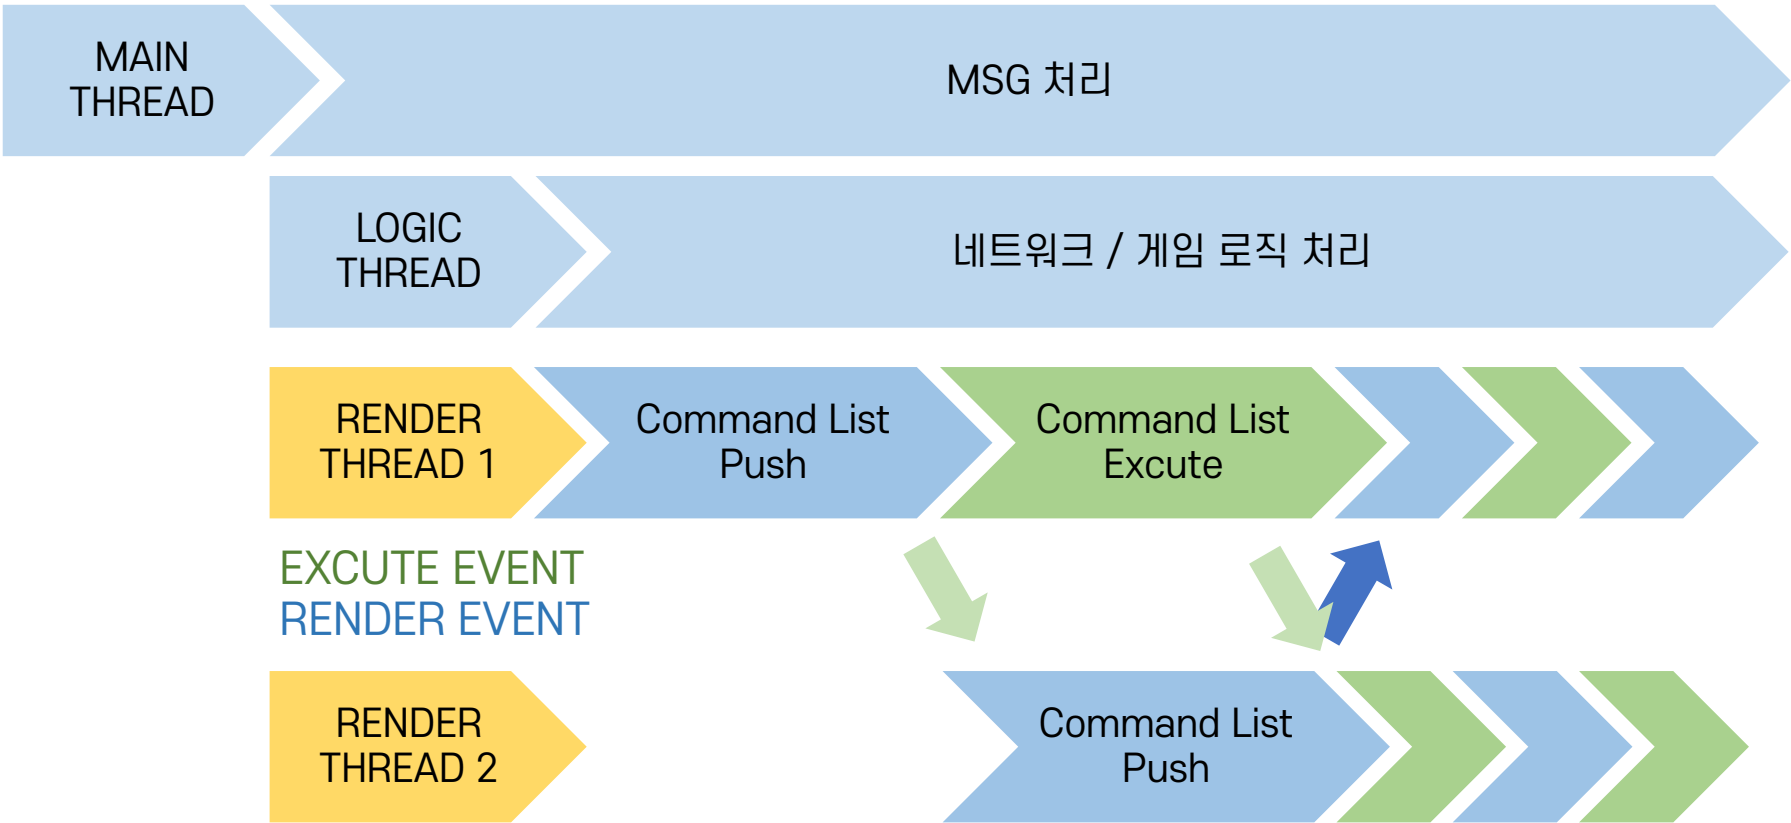 MAIN
THREAD
MSG 처리
LOGIC
THREAD
네트워크 / 게임 로직 처리
RENDER
THREAD 1
Command List
Push
Command List
Excute
EXCUTE EVENT
RENDER EVENT
RENDER
THREAD 2
Command List
Push